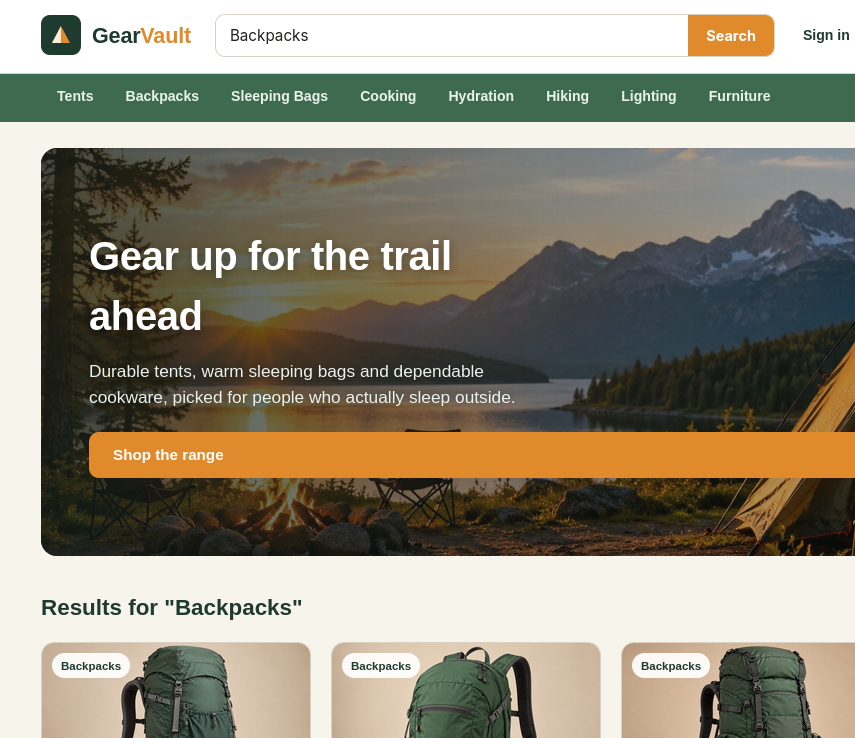 GearVault
Backpacks
Search
Sign in
Tents
Backpacks
Sleeping Bags
Cooking
Hydration
Hiking
Lighting
Furniture
Gear up for the trail
ahead
Durable tents, warm sleeping bags and dependable
cookware, picked for people who actually sleep outside.
Shop the range
Results for "Backpacks"
Backpacks
Backpacks
Backpacks